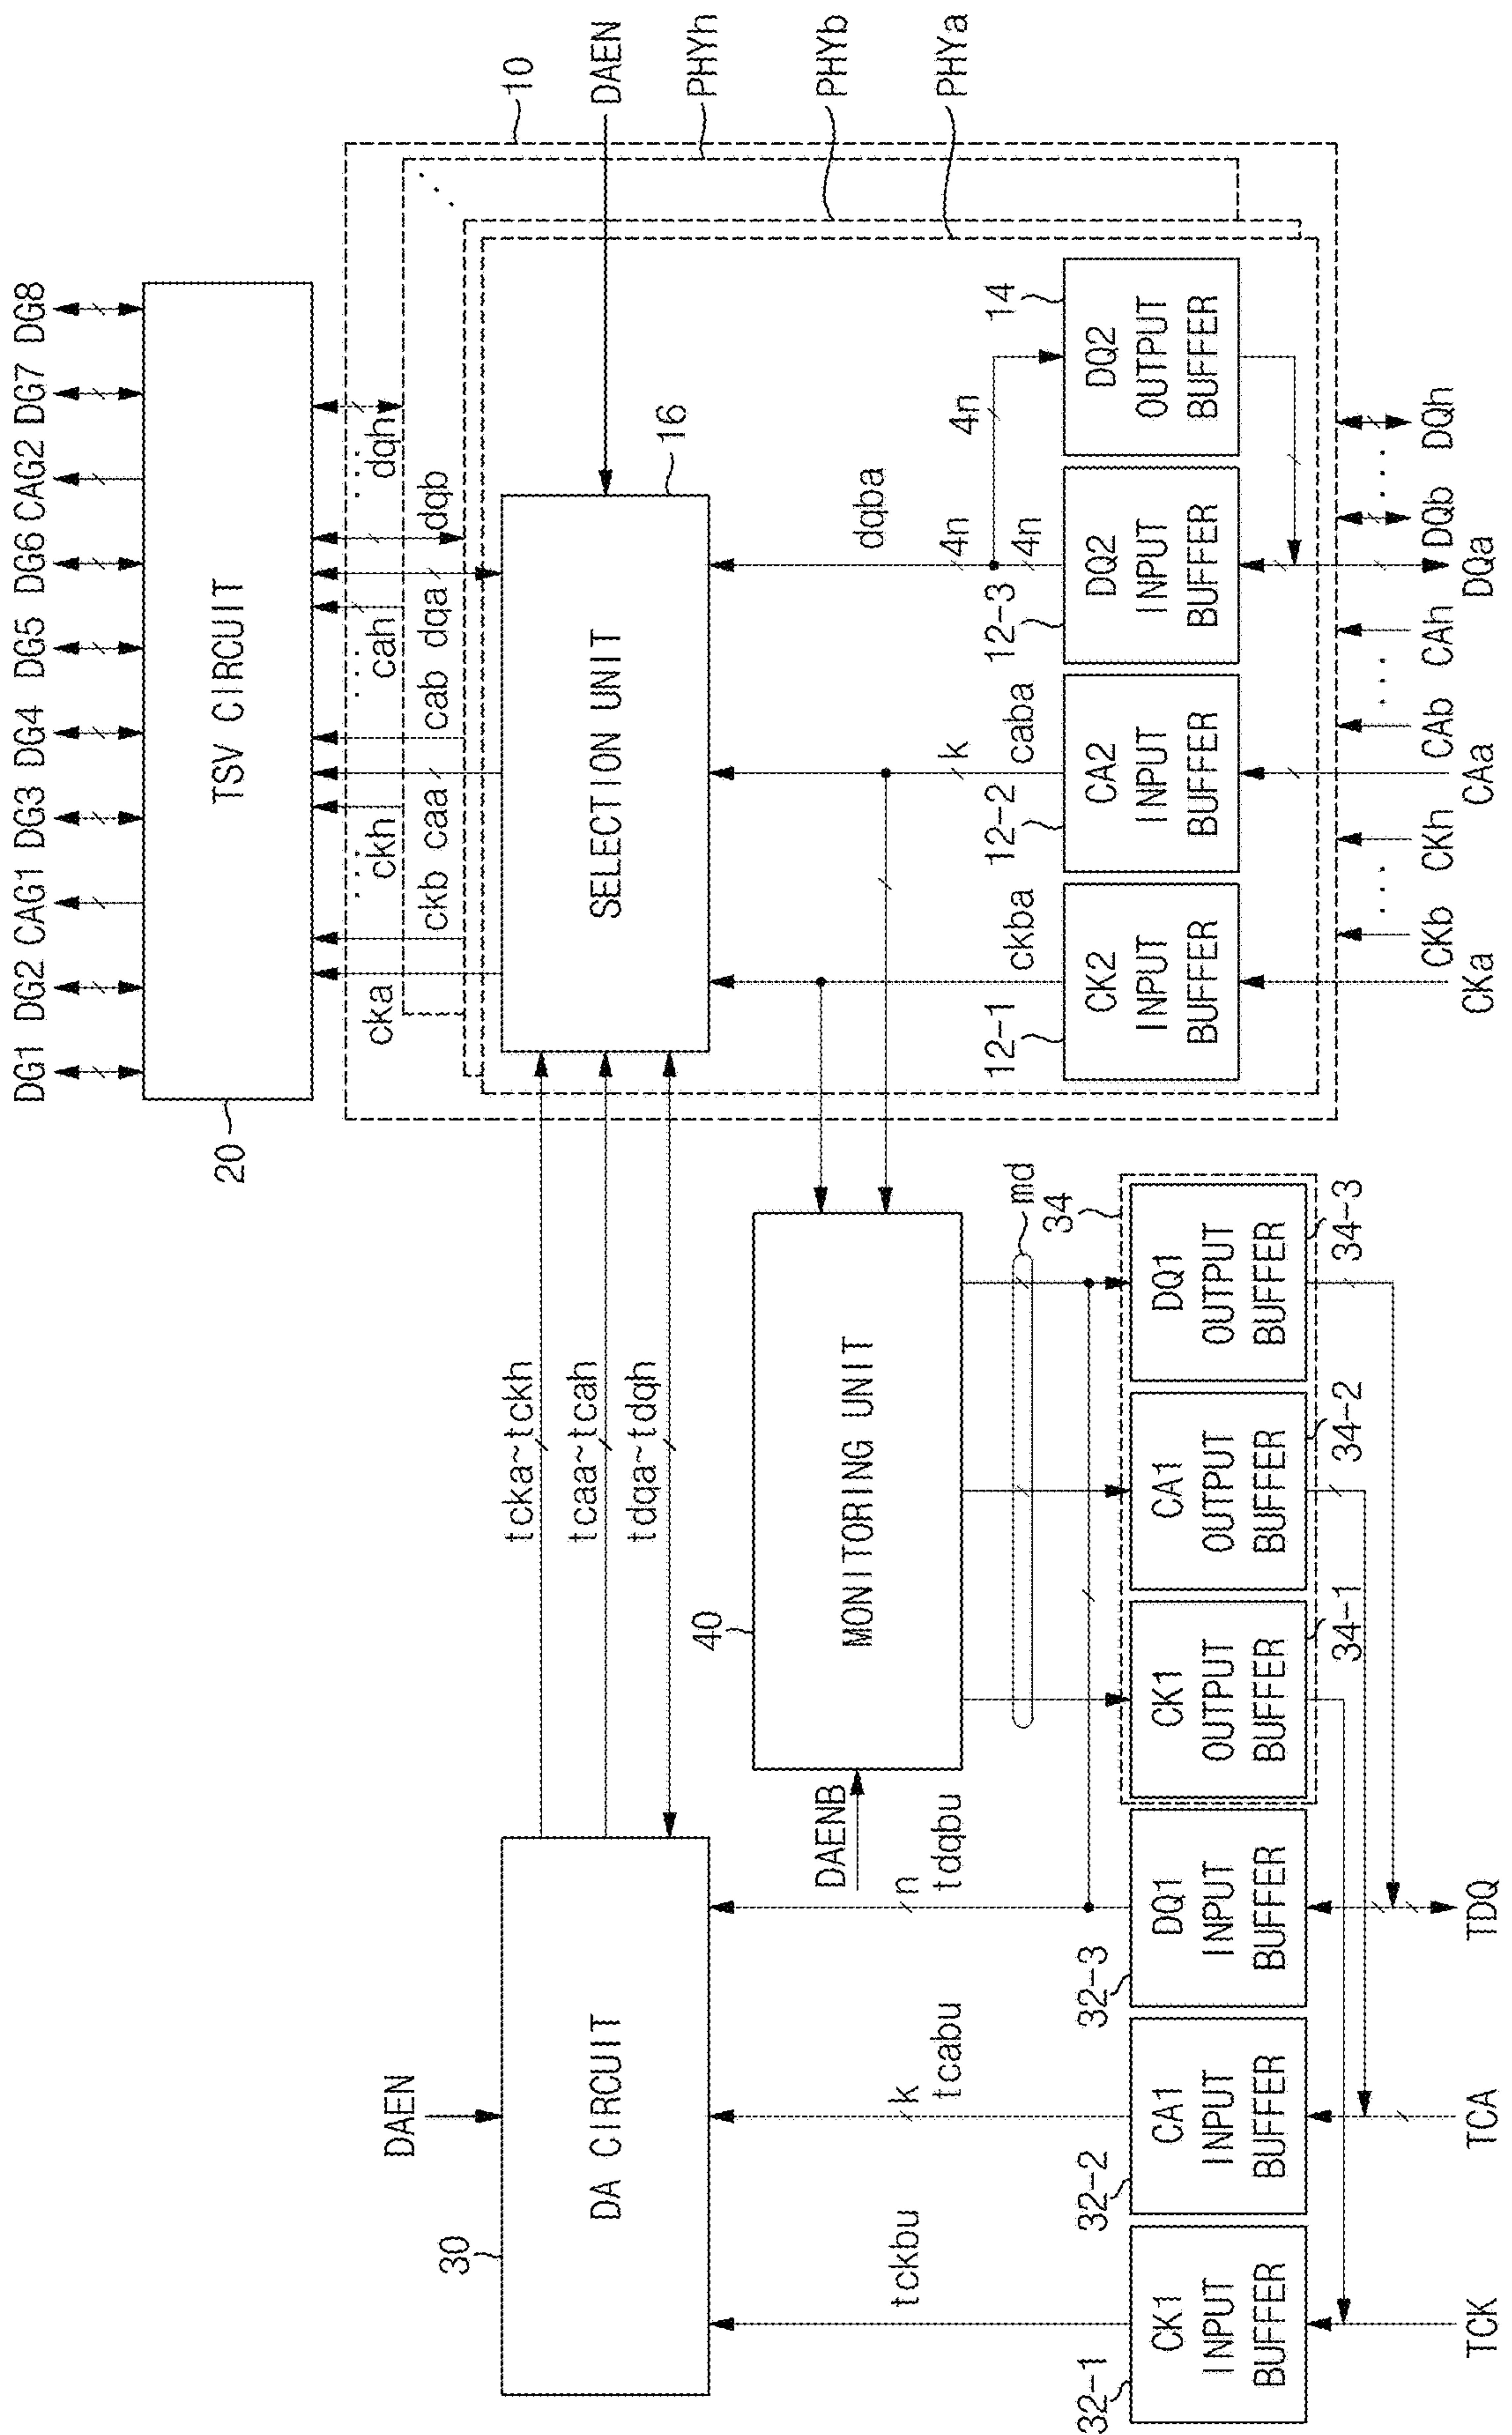 DG1
DG2
CAG1
DG3
DG4
DG5
DG6
CAG2
DG7
DG8
20
TSV CIRCUIT
10
DAEN
PHYh
PHYb
PHYa
cka
ckb
ckh
caa
cab
cah
dqa
dqb
dqh
16
SELECTION UNIT
tcka~tckh
tcaa~tcah
tdqa~tdqh
DAEN
30
DA CIRCUIT
ckba
k
caba
dqba
4n
4n
4n
40
MONITORING UNIT
DAENB
md
tckbu
k
tcabu
n
tdqbu
12-1
CK2
INPUT
BUFFER
12-2
CA2
INPUT
BUFFER
12-3
DQ2
INPUT
BUFFER
14
DQ2
OUTPUT
BUFFER
32-1
CK1
INPUT
BUFFER
32-2
CA1
INPUT
BUFFER
32-3
DQ1
INPUT
BUFFER
34
CK1
OUTPUT
BUFFER
34-1
CA1
OUTPUT
BUFFER
34-2
DQ1
OUTPUT
BUFFER
34-3
TCK
TCA
TDQ
CKa
CKb
CKh
CAa
CAb
CAh
DQa
DQb
DQh